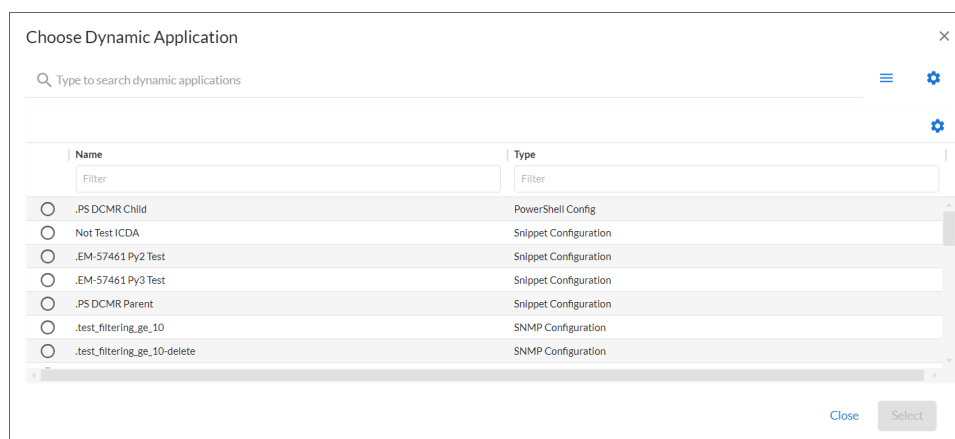 Choose Dynamic Application
Type to search dynamic applications
Name Type
Filter Filter
.PS DCMR Child PowerShell Config
Not Test ICDA Snippet Configuration
.EM-57461 Py2 Test Snippet Configuration
.EM-57461 Py3 Test Snippet Configuration
.PS DCMR Parent Snippet Configuration
.test_filtering_ge_10 SNMP Configuration
.test_filtering_ge_10-delete SNMP Configuration
Close Select